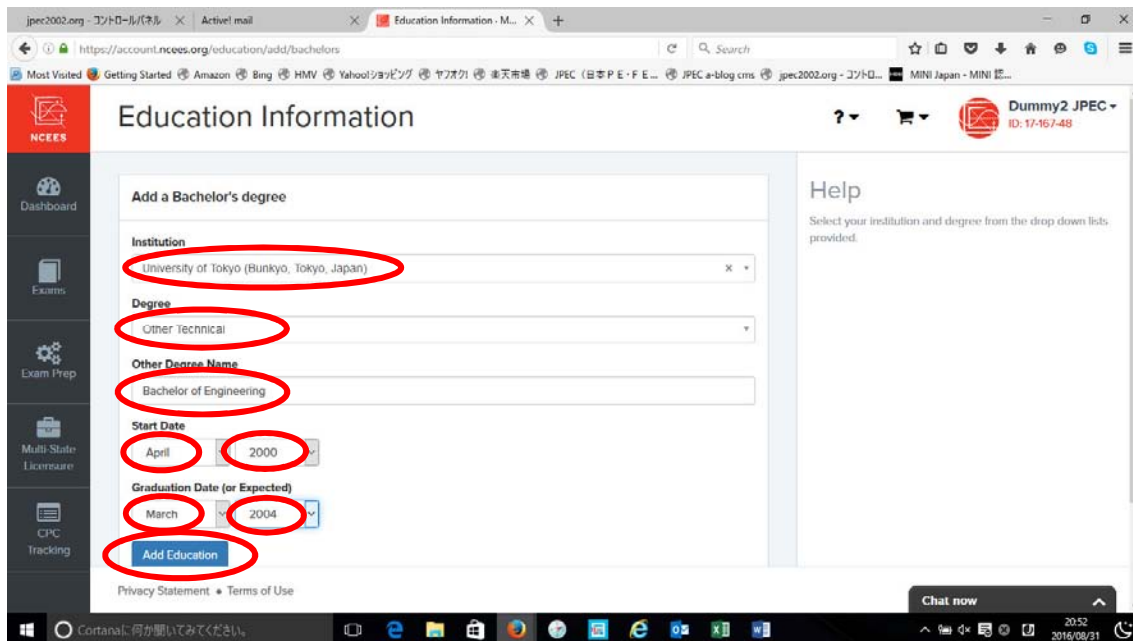 jpec2002.org - コントロールパネル
Active! mail
Education Information - M...
https://account.ncees.org/education/add/bachelors
Search
Most Visited Getting Started Amazon Bing HMV Yahoo!ショッピング ヤフオク! 楽天市場 JPEC (日本PE・FE... JPEC a-blog cms jpec2002.org - コントロ... MINI Japan - MINI 認...
NCEES
Education Information
?
Dummy2 JPEC
ID: 17-167-48
Dashboard
Exams
Exam Prep
Multi-State
Licensure
CPC
Tracking
Add a Bachelor's degree
Institution
University of Tokyo (Bunkyo, Tokyo, Japan)
Degree
Other Technical
Other Degree Name
Bachelor of Engineering
Start Date
April 2000
Graduation Date (or Expected)
March 2004
Add Education
Help
Select your institution and degree from the drop down lists
provided.
Privacy Statement • Terms of Use
Chat now
Cortanaに何か聞いてみてください。
20:52
2016/08/31